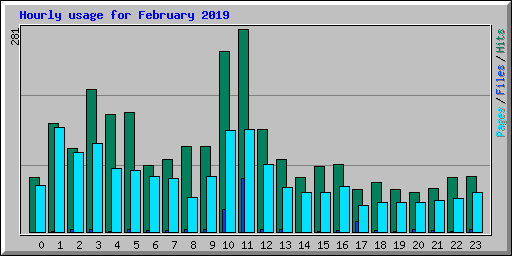 Hourly usage for February 2019
281
Pages/Files/Hits
0 1 2 3 4 5 6 7 8 9 10 11 12 13 14 15 16 17 18 19 20 21 22 23